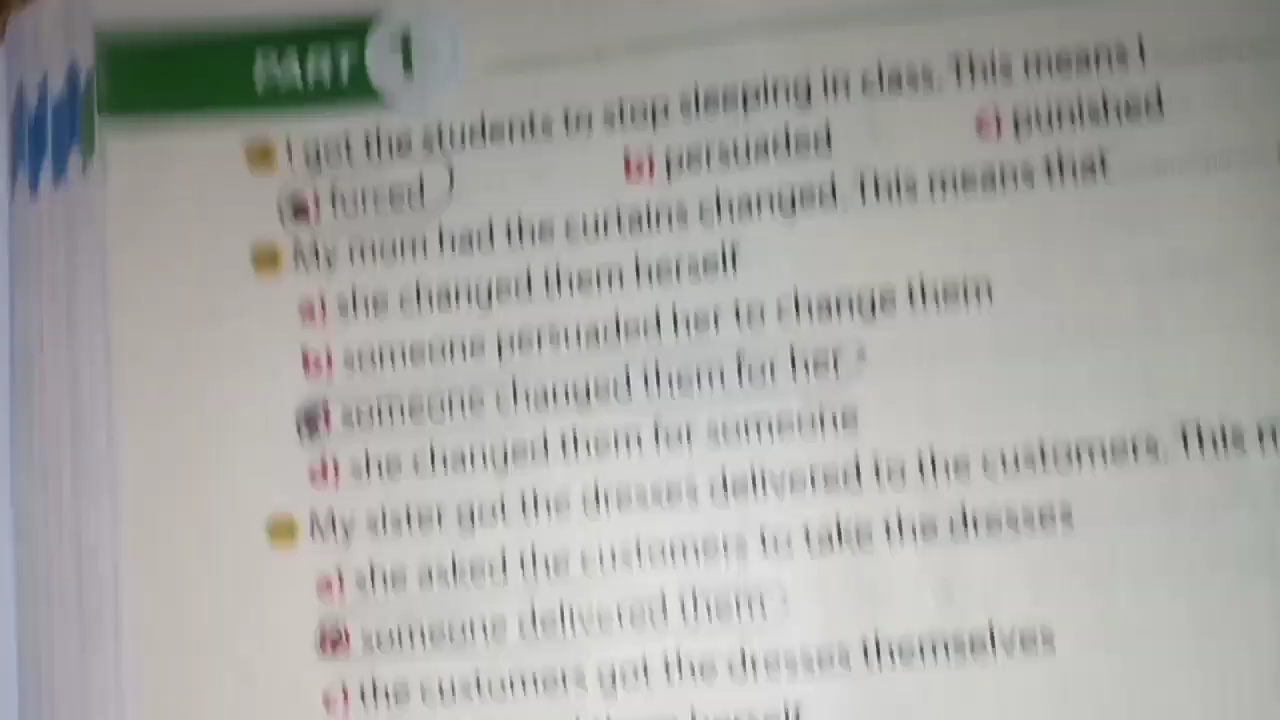 PART 1
I got the students to stop sleeping in class. This means I
a) forced b) persuaded c) punished
My mum had the curtains changed. This means that
a) she changed them herself
b) someone persuaded her to change them
c) someone changed them for her
d) she changed them for someone
My sister got the dresses delivered to the customers. This
a) she asked the customers to take the dresses
b) someone delivered them
c) the customers got the dresses themselves
them herself